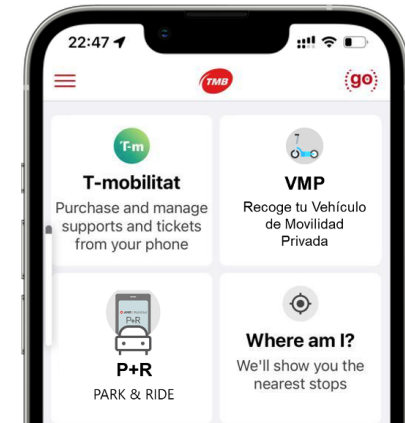 22:47
TMB
go
T-m
T-mobilitat
Purchase and manage
supports and tickets
from your phone
VMP
Recoge tu Vehículo
de Movilidad
Privada
P+R
P+R
PARK & RIDE
Where am I?
We'll show you the
nearest stops